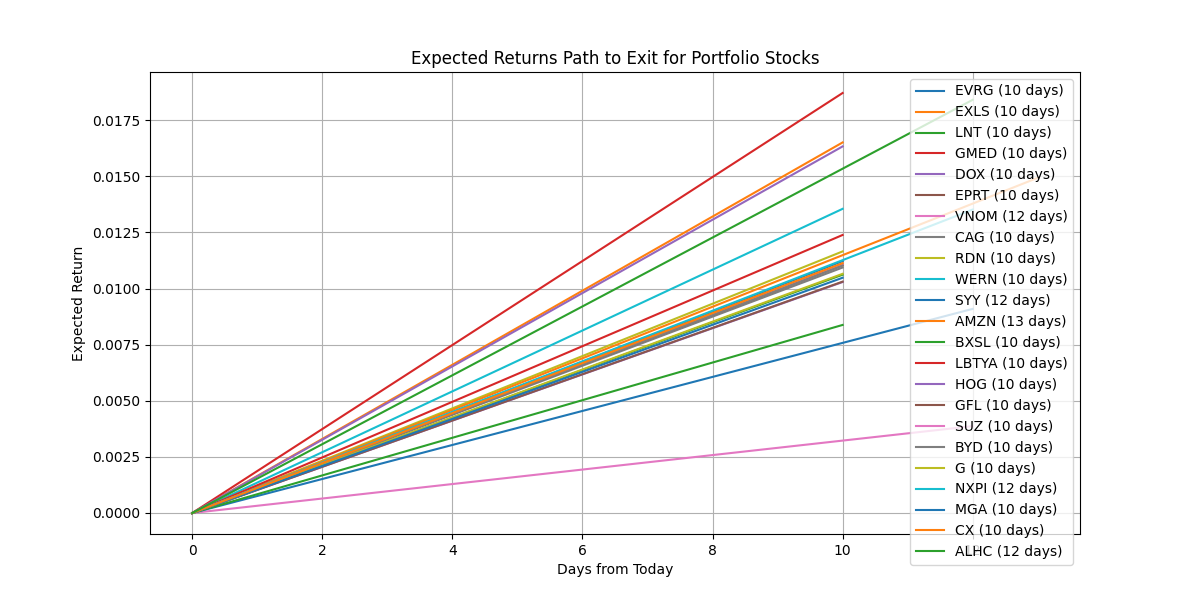 Expected Returns Path to Exit for Portfolio Stocks
Expected Return
0.0175
0.0150
0.0125
0.0100
0.0075
0.0050
0.0025
0.0000
EVRG (10 days)
EXLS (10 days)
LNT (10 days)
GMED (10 days)
DOX (10 days)
EPRT (10 days)
VNOM (12 days)
CAG (10 days)
RDN (10 days)
WERN (10 days)
SYY (12 days)
AMZN (13 days)
BXSL (10 days)
LBTYA (10 days)
HOG (10 days)
GFL (10 days)
SUZ (10 days)
BYD (10 days)
G (10 days)
NXPI (12 days)
MGA (10 days)
CX (10 days)
ALHC (12 days)
0 2 4 6 8 10
Days from Today